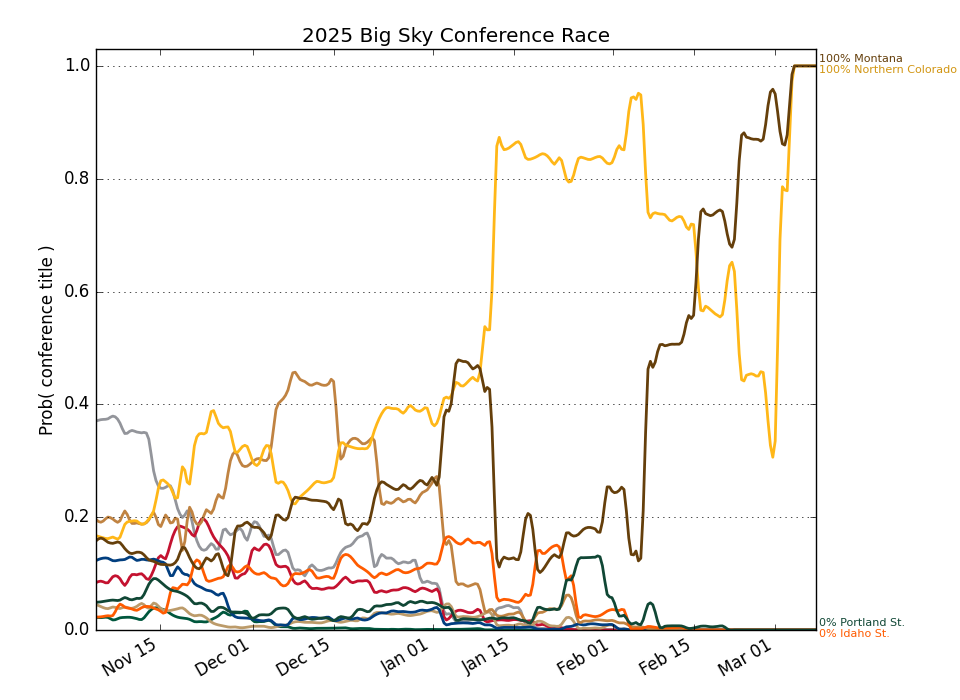 2025 Big Sky Conference Race
Prob( conference title )
1.0
0.8
0.6
0.4
0.2
0.0
Nov 15
Dec 01
Dec 15
Jan 01
Jan 15
Feb 01
Feb 15
Mar 01
100% Montana
100% Northern Colorado
0% Portland St.
0% Idaho St.